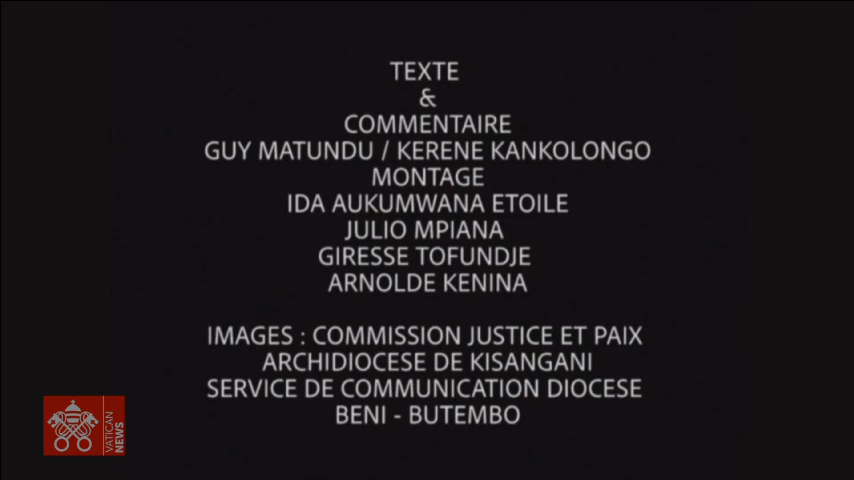 TEXTE
&
COMMENTAIRE
GUY MATUNDU / KERENE KANKOLONGO
MONTAGE
IDA AUKUMWANA ETOILE
JULIO MPIANA
GIRESSE TOFUNDJE
ARNOLDE KENINA
IMAGES : COMMISSION JUSTICE ET PAIX
ARCHIDIOCESE DE KISANGANI
SERVICE DE COMMUNICATION DIOCESE
BENI - BUTEMBO
VATICAN
NEWS